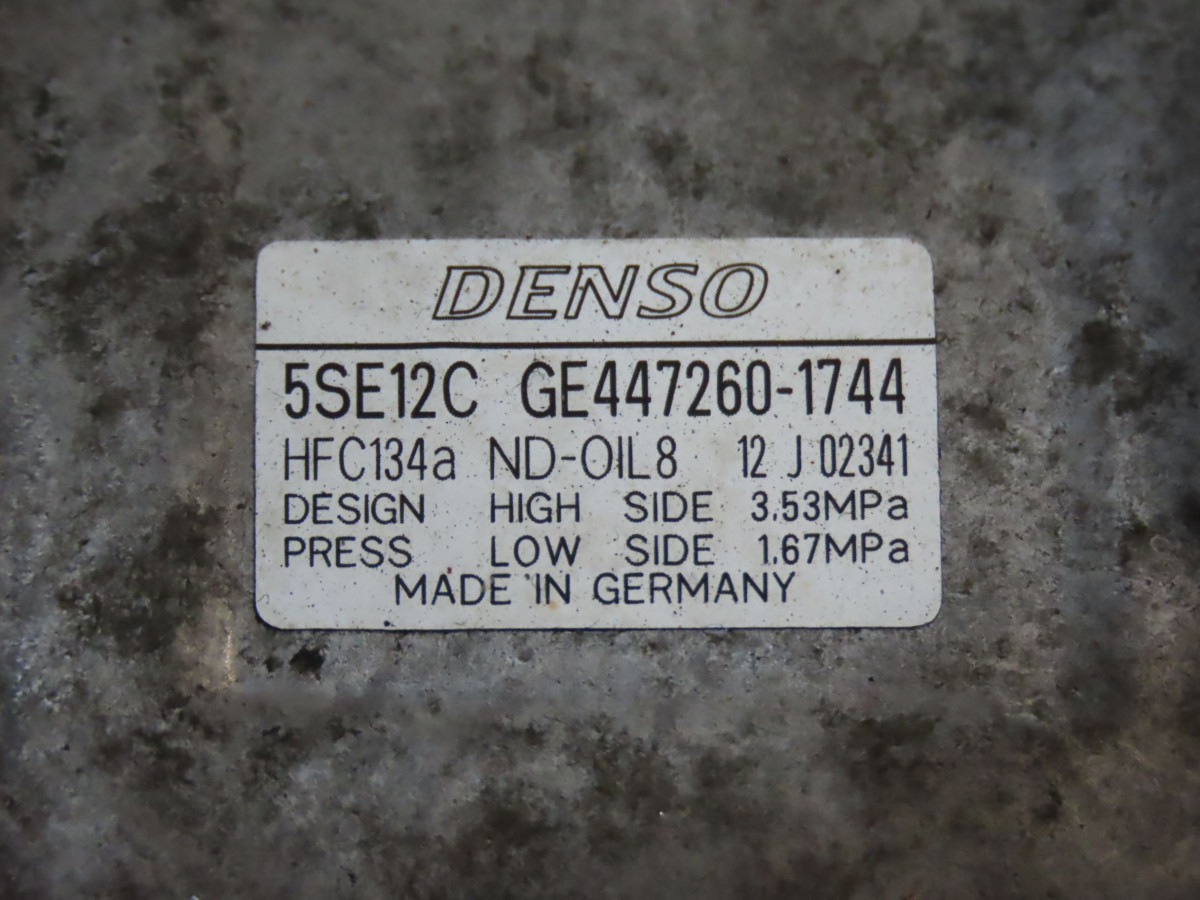 DENSO
5SE12C GE447260-1744
HFC134a ND-OIL8 12 J 02341
DESIGN HIGH SIDE 3.53MPa
PRESS LOW SIDE 1.67MPa
MADE IN GERMANY